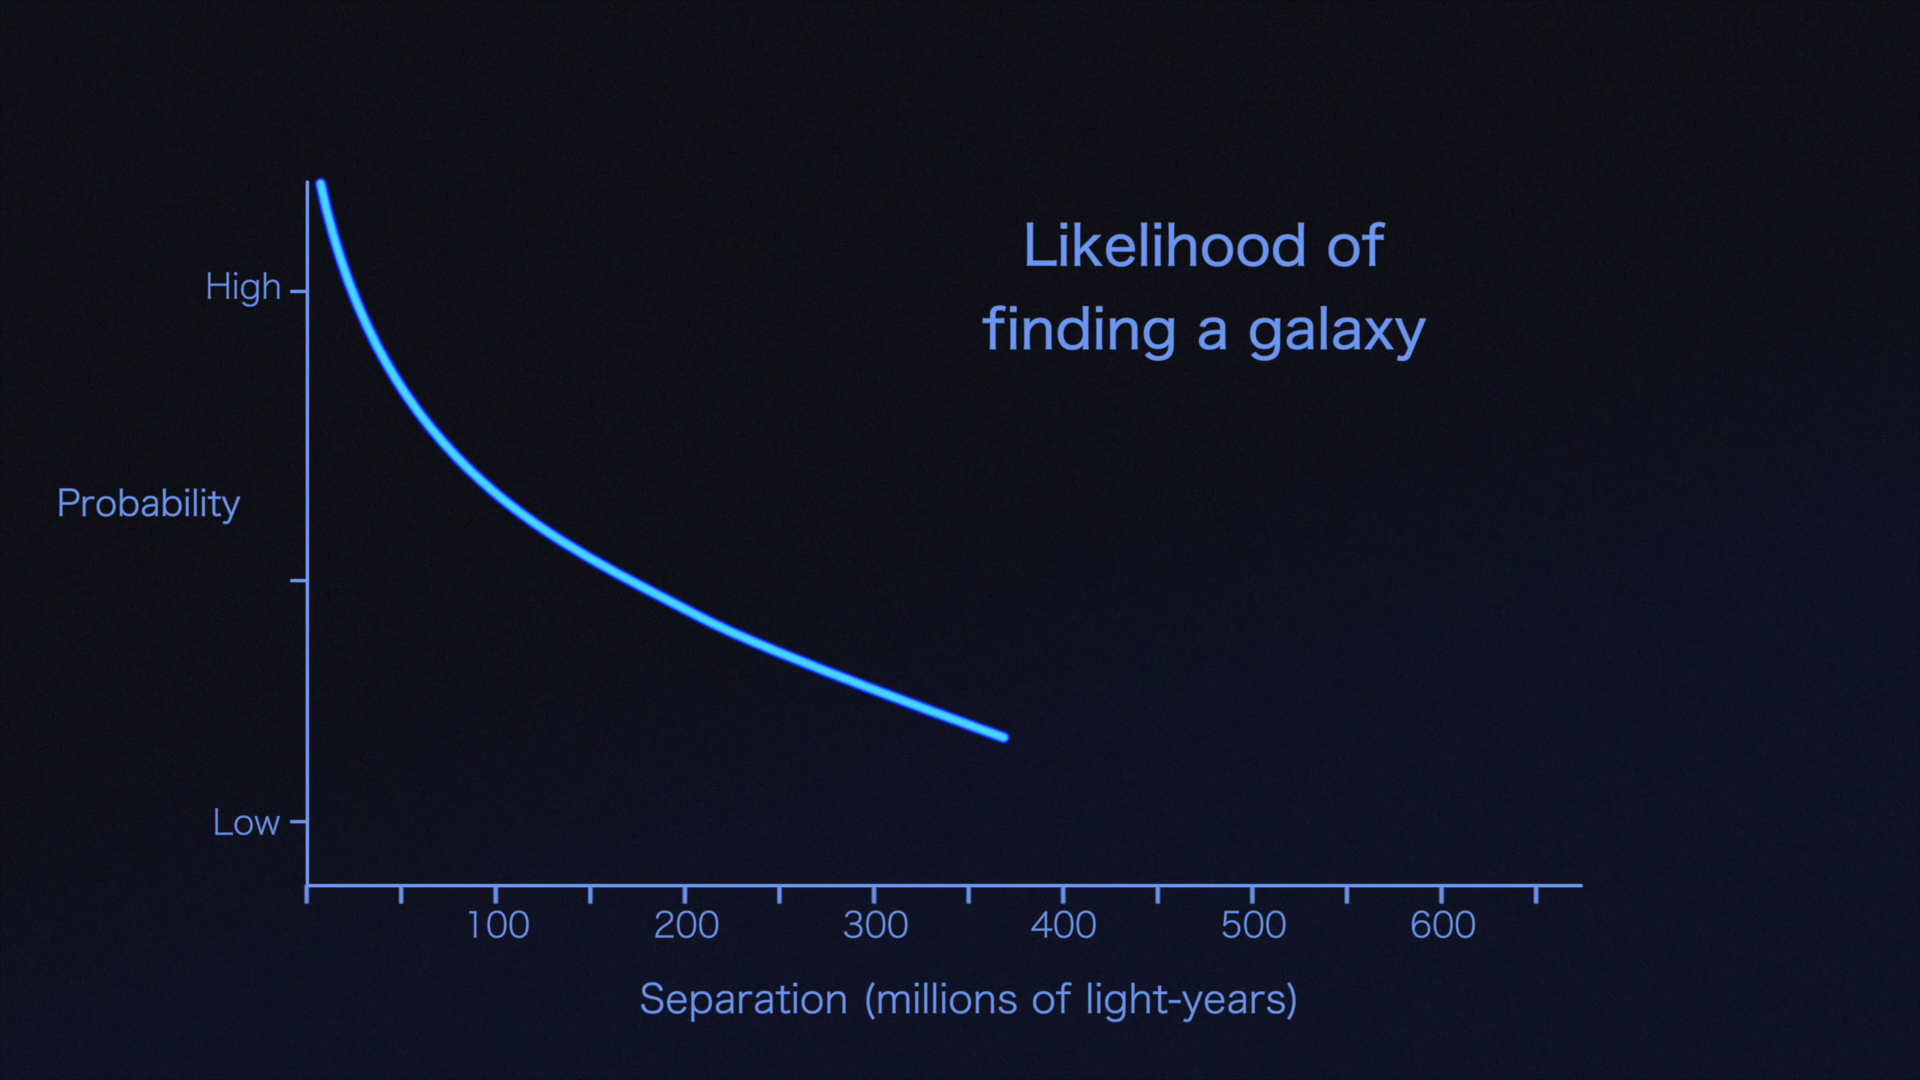 Likelihood of
finding a galaxy
High
Probability
Low
100 200 300 400 500 600
Separation (millions of light-years)